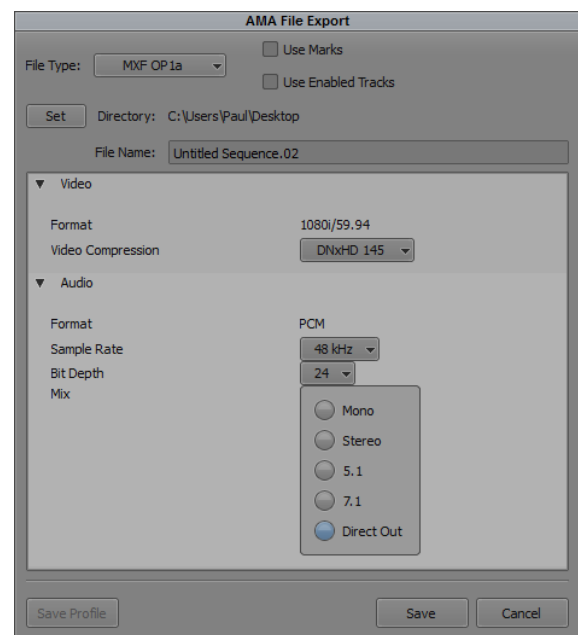 AMA File Export
File Type: MXF OP1a
Use Marks
Use Enabled Tracks
Set Directory: C:\Users\Paul\Desktop
File Name: Untitled Sequence.02
Video
Format 1080i/59.94
Video Compression DNxHD 145
Audio
Format PCM
Sample Rate 48 kHz
Bit Depth 24
Mix
Mono
Stereo
5.1
7.1
Direct Out
Save Profile Save Cancel